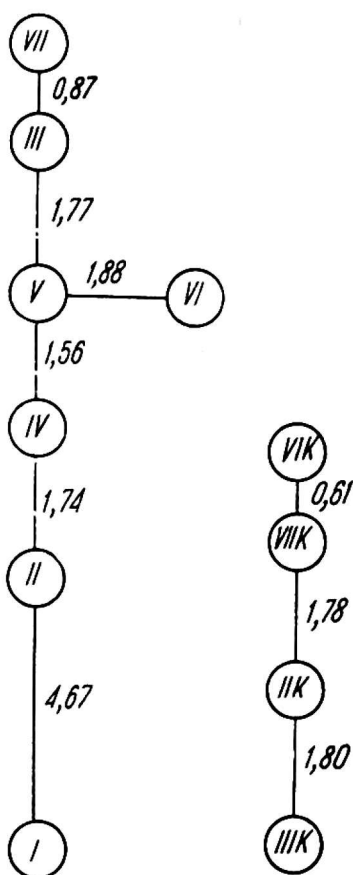 VII
0,87
III
1,77
V 1,88 VI
1,56
IV
1,74
II
4,67
I
VIK
0,61
VIIK
1,78
IIK
1,80
IIIK